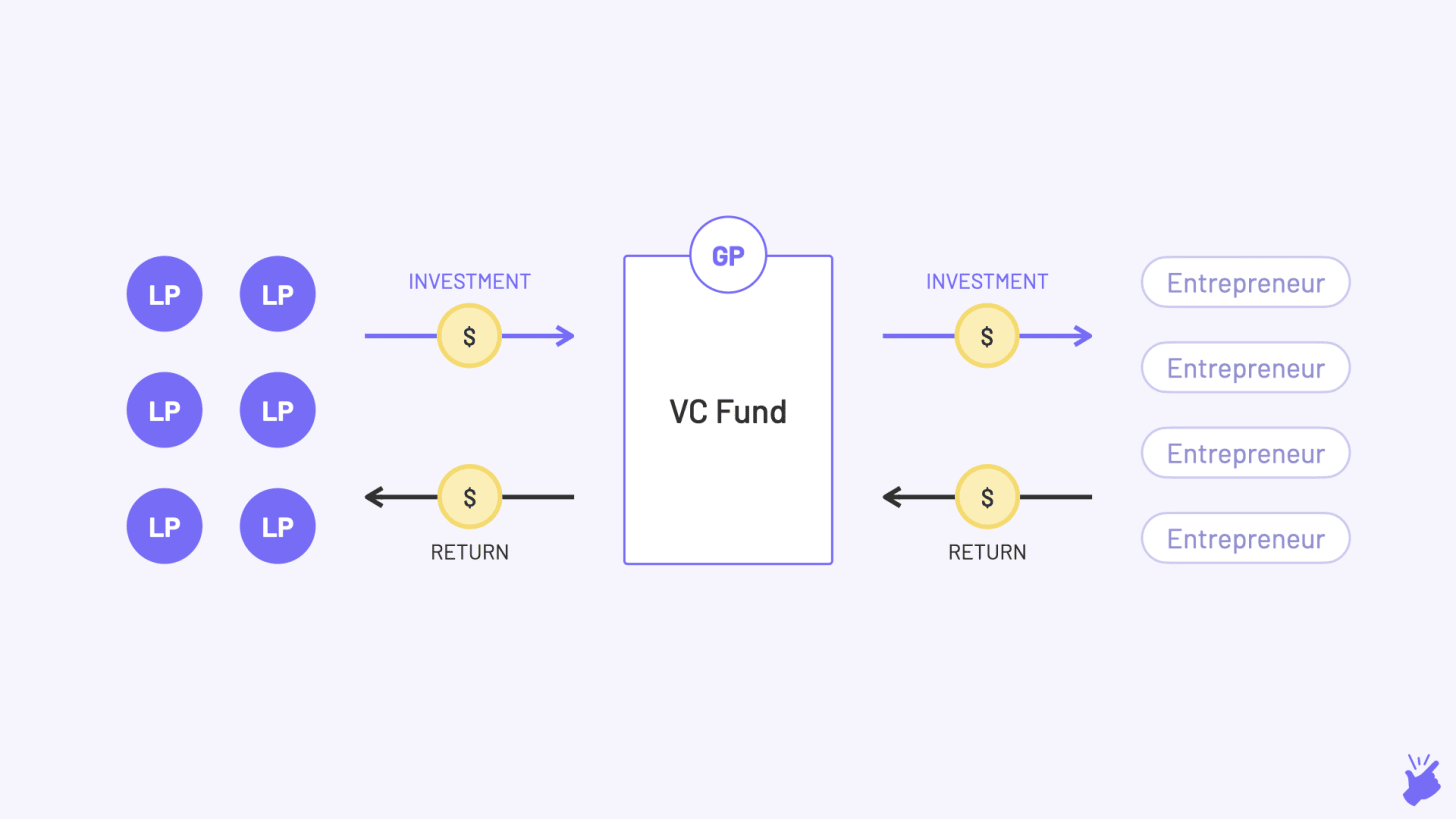 GP
LP LP
INVESTMENT
INVESTMENT
Entrepreneur
$
$
Entrepreneur
LP LP
VC Fund
Entrepreneur
$
$
LP LP
Entrepreneur
RETURN
RETURN